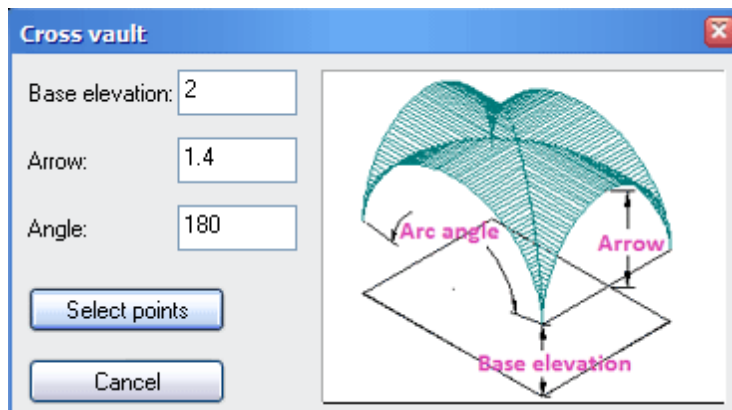 Cross vault
Base elevation: 2
Arrow: 1.4
Angle: 180
Select points
Cancel
Arc angle
Arrow
Base elevation